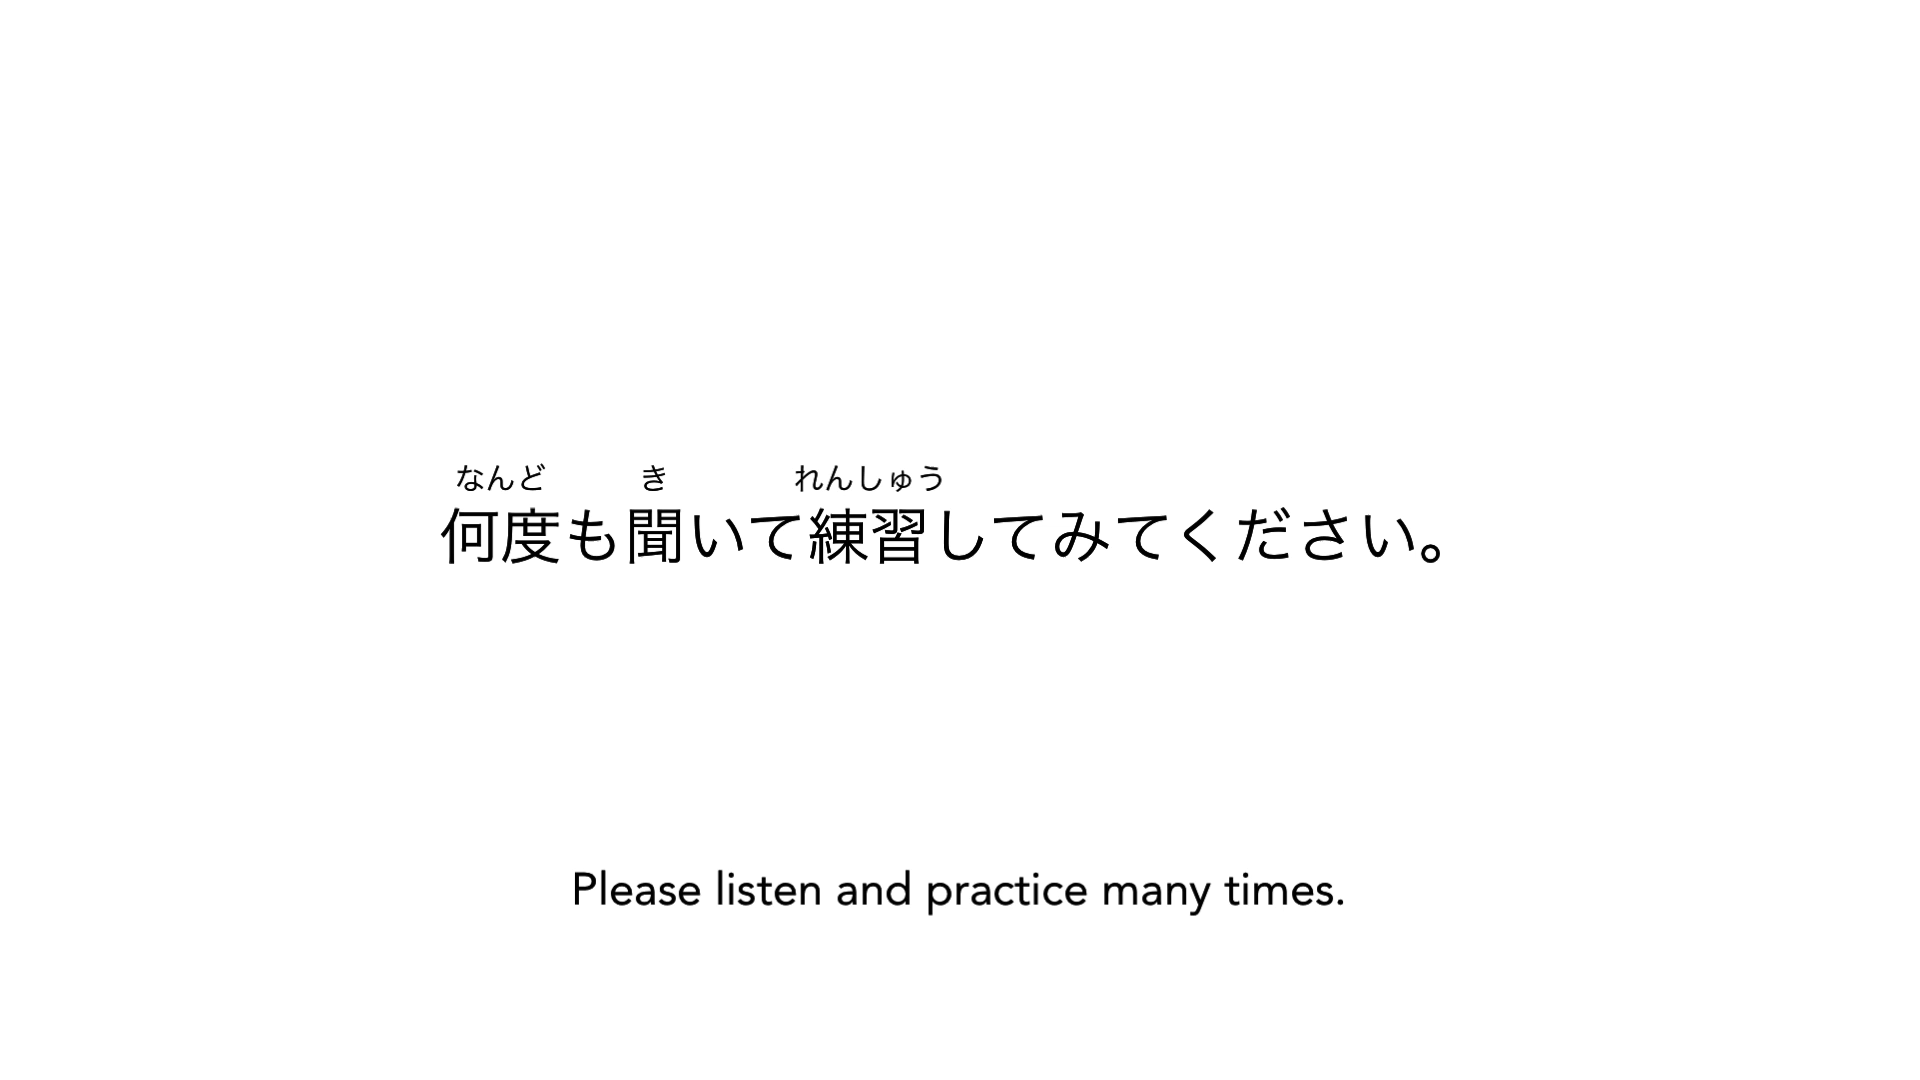 なんど き れんしゅう
何度も聞いて練習してみてください。
Please listen and practice many times.